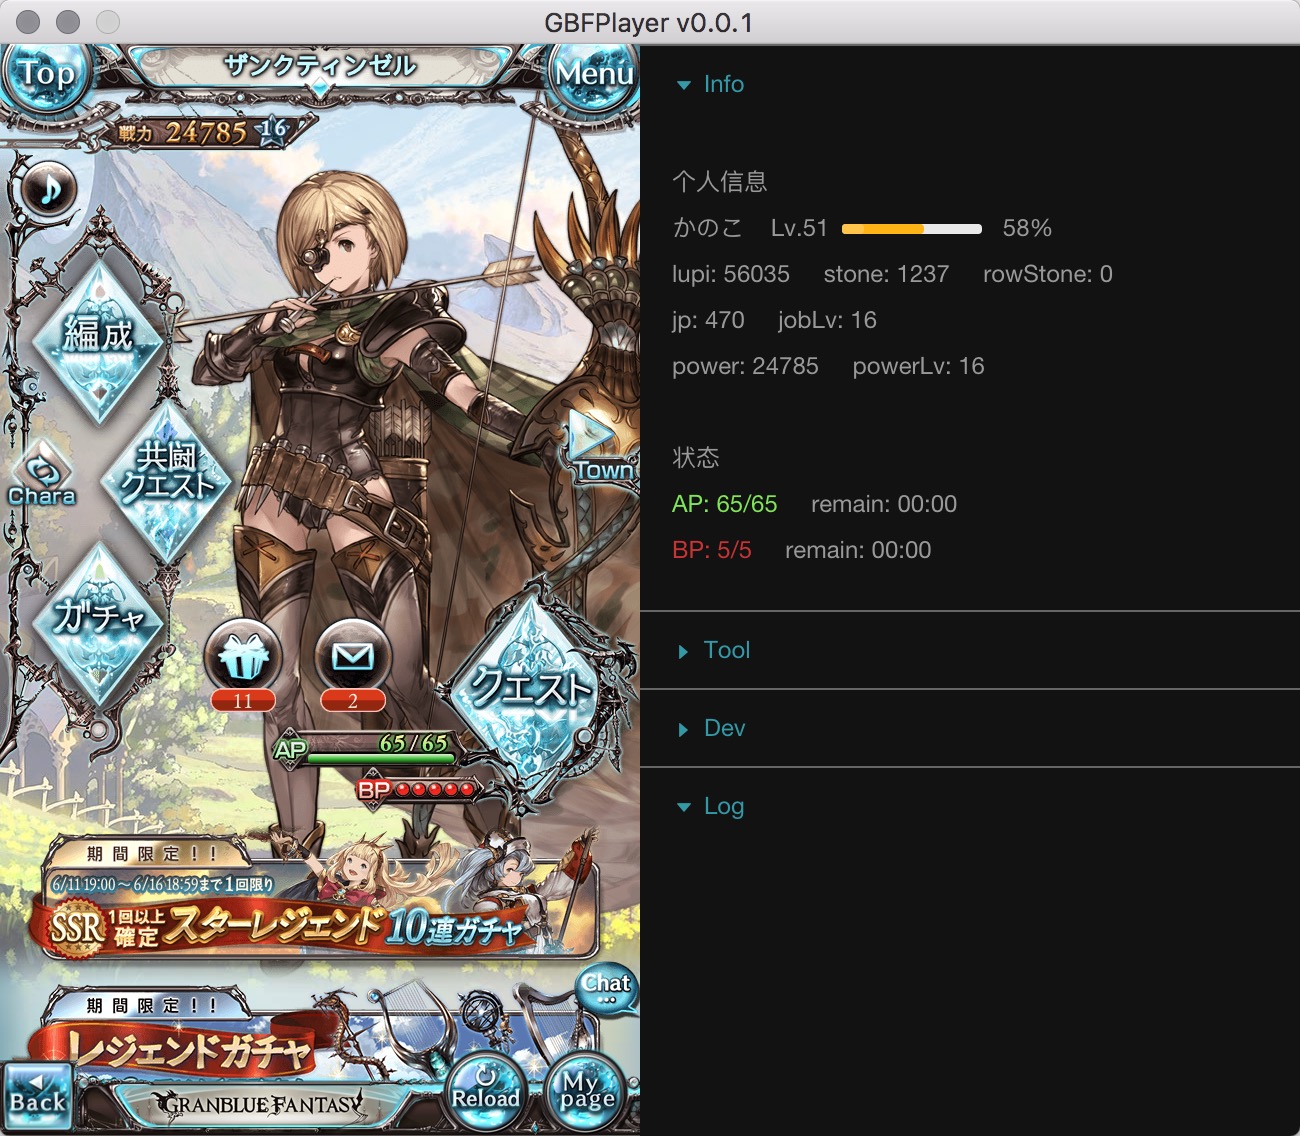 GBFPlayer v0.0.1
Top
ザンクティンゼル
Menu
戦力 24785 16
編成
共闘
クエスト
Chara
Town
ガチャ
クエスト
11
2
AP 65/65
BP
期間限定!!
6/11 19:00～6/16 18:59まで1回限り
SSR 1回以上確定 スターレジェンド10連ガチャ
Chat
期間限定!!
レジェンドガチャ
Back
GRANBLUE FANTASY
Reload
My page
Info
个人信息
かのこ Lv.51 58%
lupi: 56035 stone: 1237 rowStone: 0
jp: 470 jobLv: 16
power: 24785 powerLv: 16
状态
AP: 65/65 remain: 00:00
BP: 5/5 remain: 00:00
Tool
Dev
Log